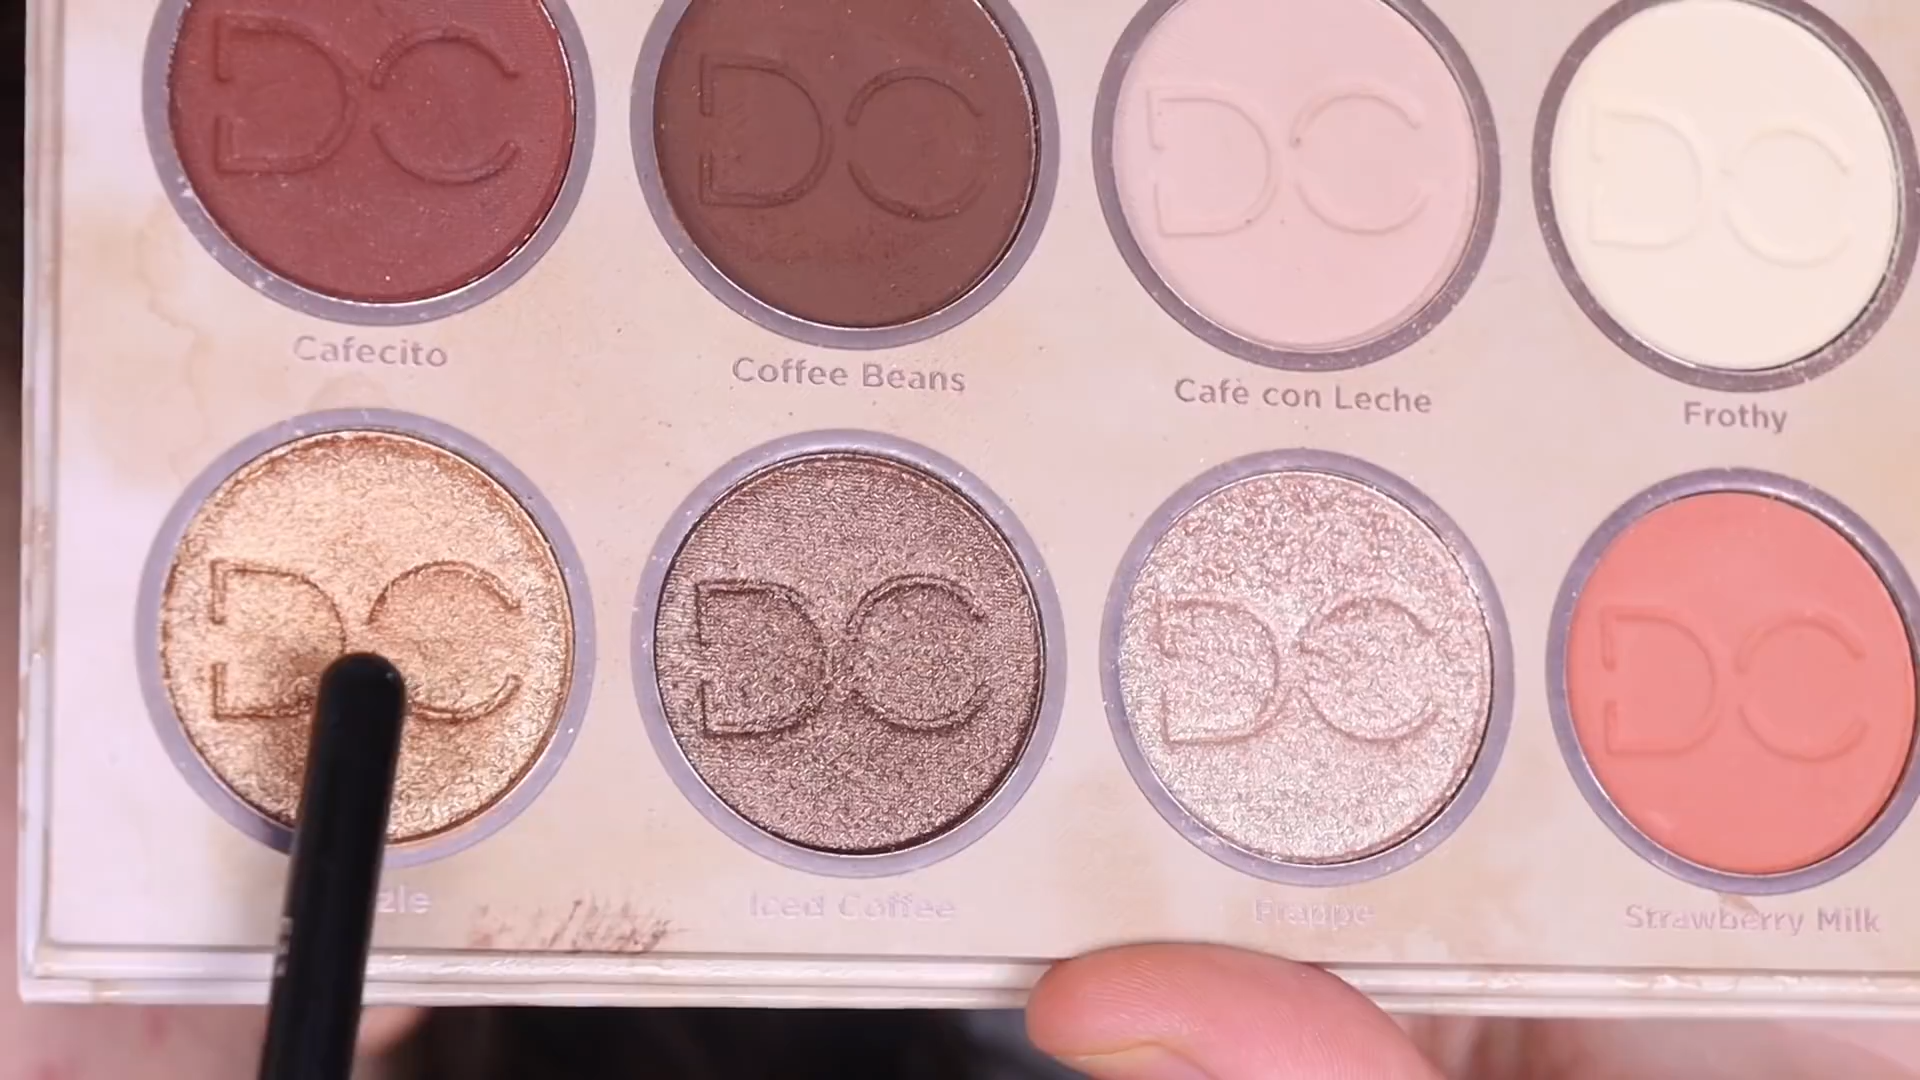 DC DC DC DC
Cafecito Coffee Beans Cafè con Leche Frothy
DC DC DC DC
Iced Coffee Frappe Strawberry Milk